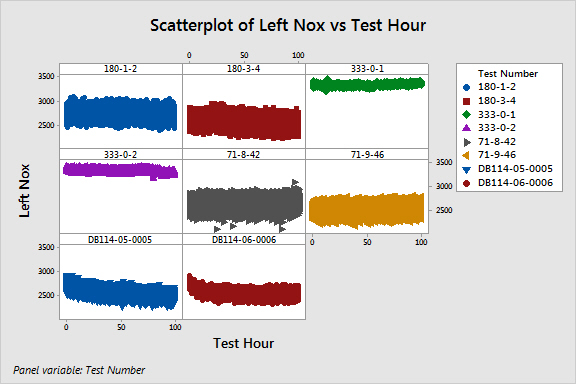 Scatterplot of Left Nox vs Test Hour
0 50 100
180-1-2 180-3-4 333-0-1
3500
3000
2500
333-0-2 71-8-42 71-9-46
3500
3000
2500
DB114-05-0005 DB114-06-0006
3500
3000
2500
0 50 100
0 50 100
Left Nox
Test Hour
Test Number
180-1-2
180-3-4
333-0-1
333-0-2
71-8-42
71-9-46
DB114-05-0005
DB114-06-0006
Panel variable: Test Number